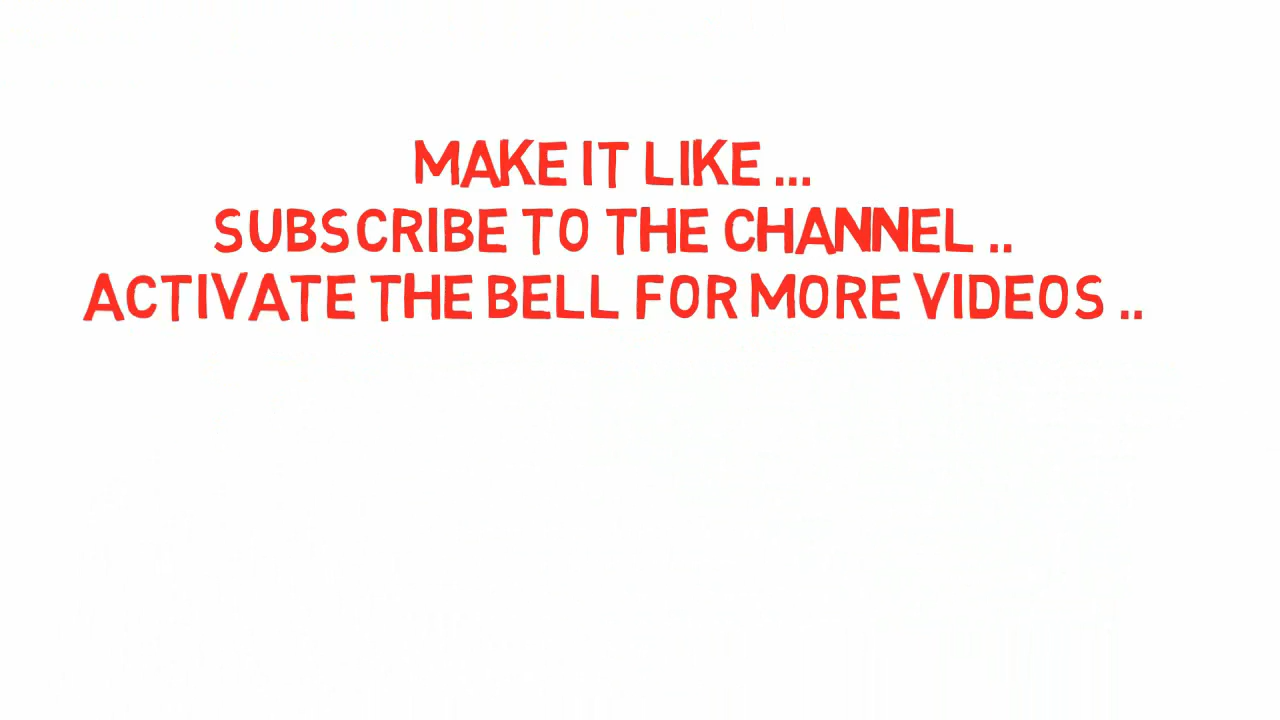 MAKE IT LIKE ...
SUBSCRIBE TO THE CHANNEL ..
ACTIVATE THE BELL FOR MORE VIDEOS ..